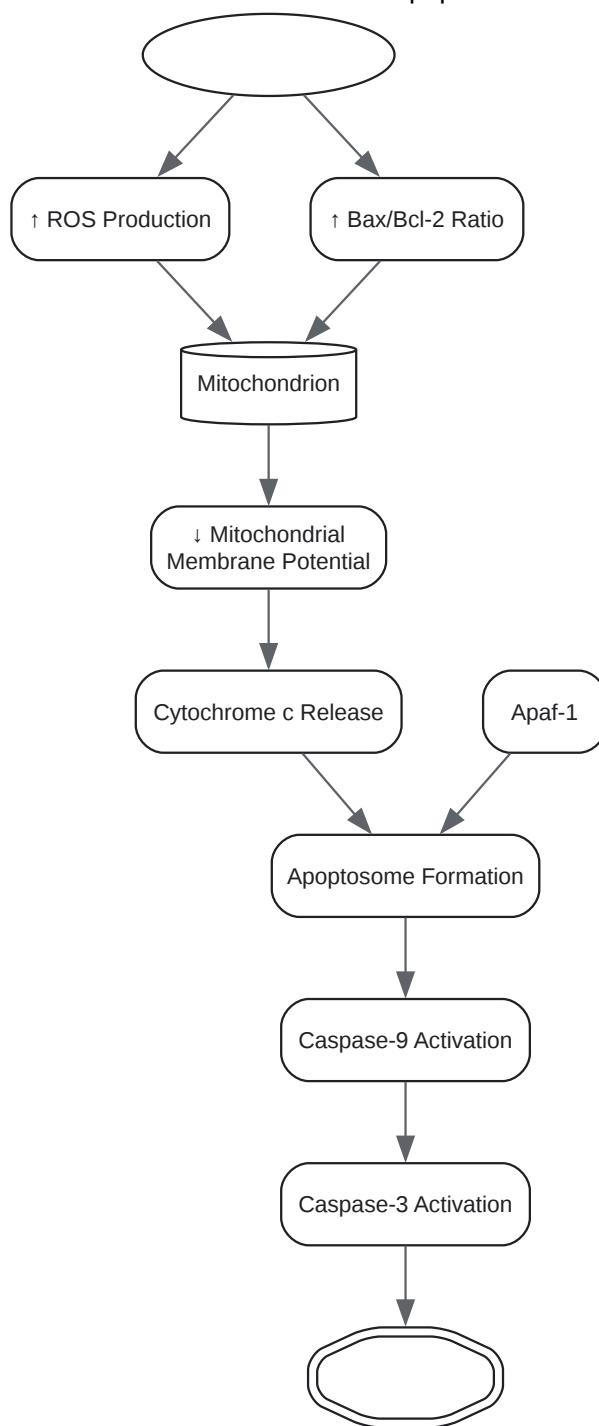 ↑ ROS Production
↑ Bax/Bcl-2 Ratio
Mitochondrion
↓ Mitochondrial
Membrane Potential
Cytochrome c Release
Apaf-1
Apoptosome Formation
Caspase-9 Activation
Caspase-3 Activation